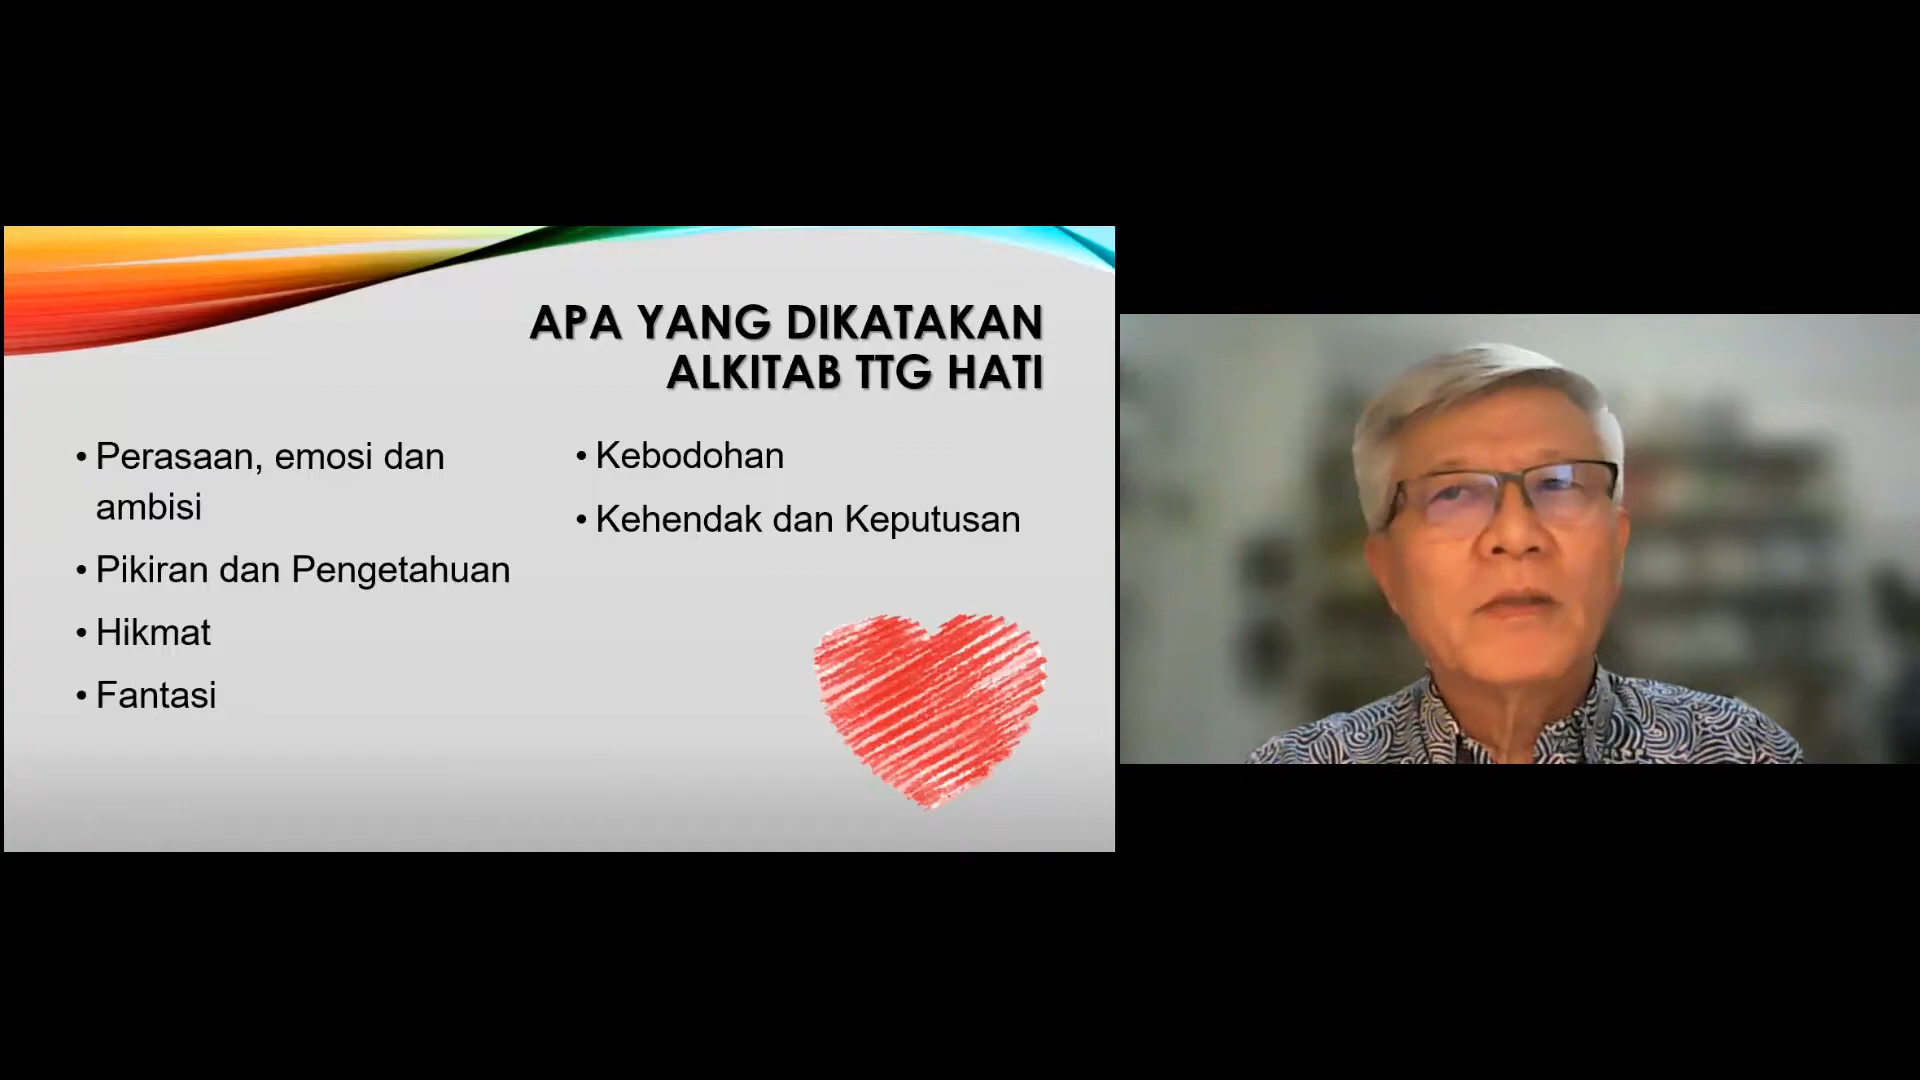 APA YANG DIKATAKAN
ALKITAB TTG HATI
• Perasaan, emosi dan
ambisi
• Pikiran dan Pengetahuan
• Hikmat
• Fantasi
• Kebodohan
• Kehendak dan Keputusan